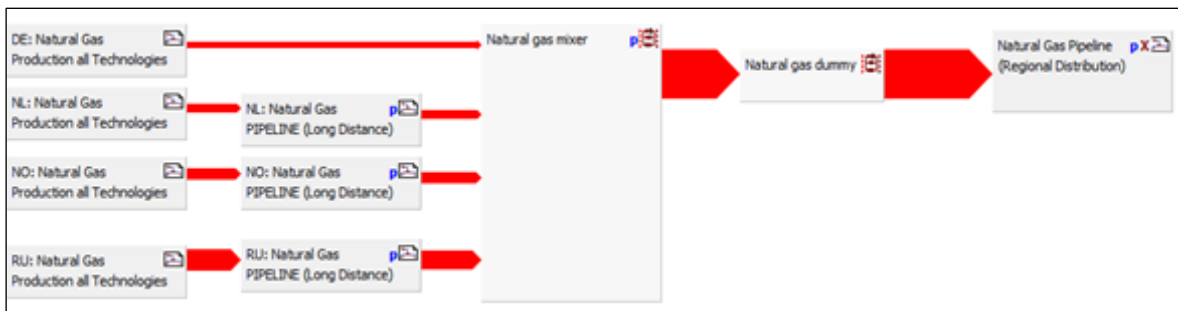 DE: Natural Gas
Production all Technologies
NL: Natural Gas
Production all Technologies
NL: Natural Gas p
PIPELINE (Long Distance)
NO: Natural Gas
Production all Technologies
NO: Natural Gas p
PIPELINE (Long Distance)
RU: Natural Gas
Production all Technologies
RU: Natural Gas p
PIPELINE (Long Distance)
Natural gas mixer p
Natural gas dummy
Natural Gas Pipeline pX
(Regional Distribution)